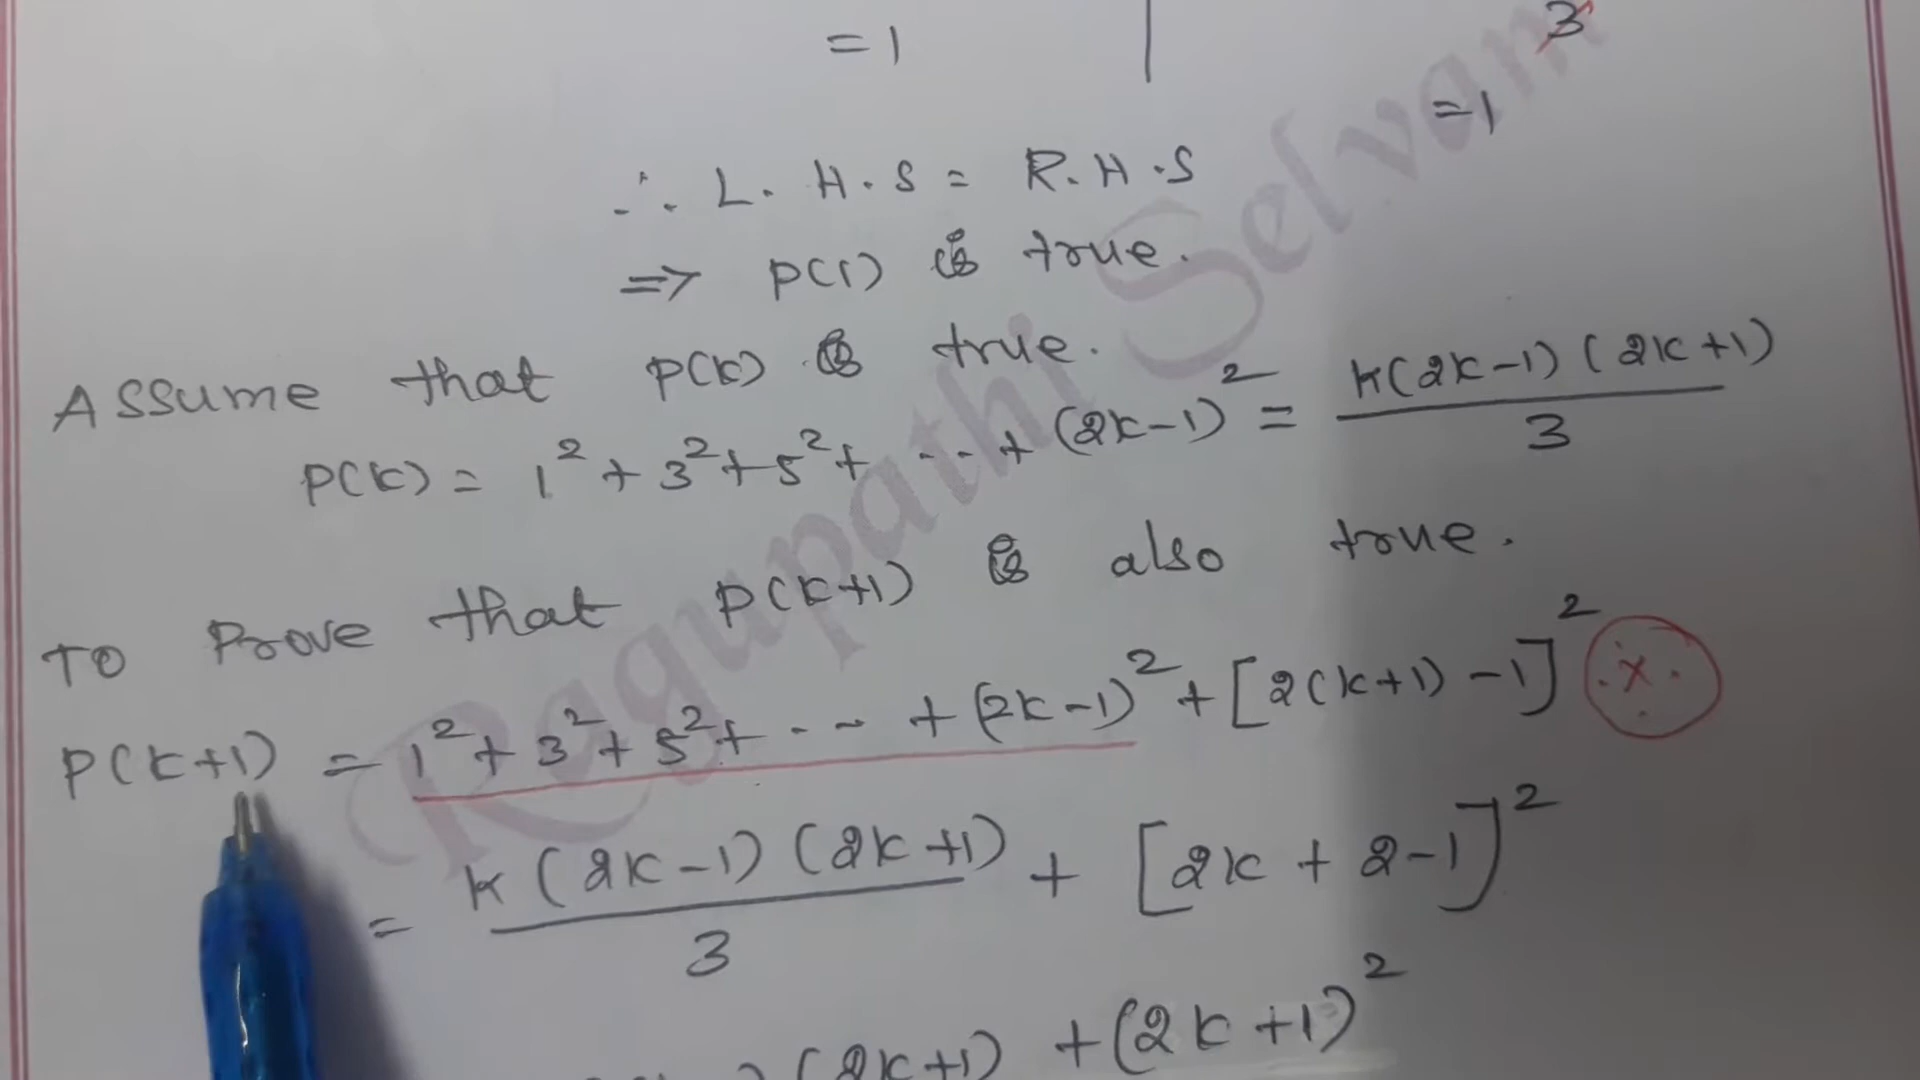 3
= 1
= 1
∴ L.H.S = R.H.S
=> P(1) is true.
Assume that P(k) is true.
P(k) = 1² + 3² + 5² + ... + (2k-1)² = k(2k-1)(2k+1) / 3
To Prove that P(k+1) is also true.
P(k+1) = 1² + 3² + 5² + ... + (2k-1)² + [2(k+1) -1]²
= k(2k-1)(2k+1) / 3 + [2k + 2-1]²
(2k+1) + (2k+1)²
Ragupathi Selvam